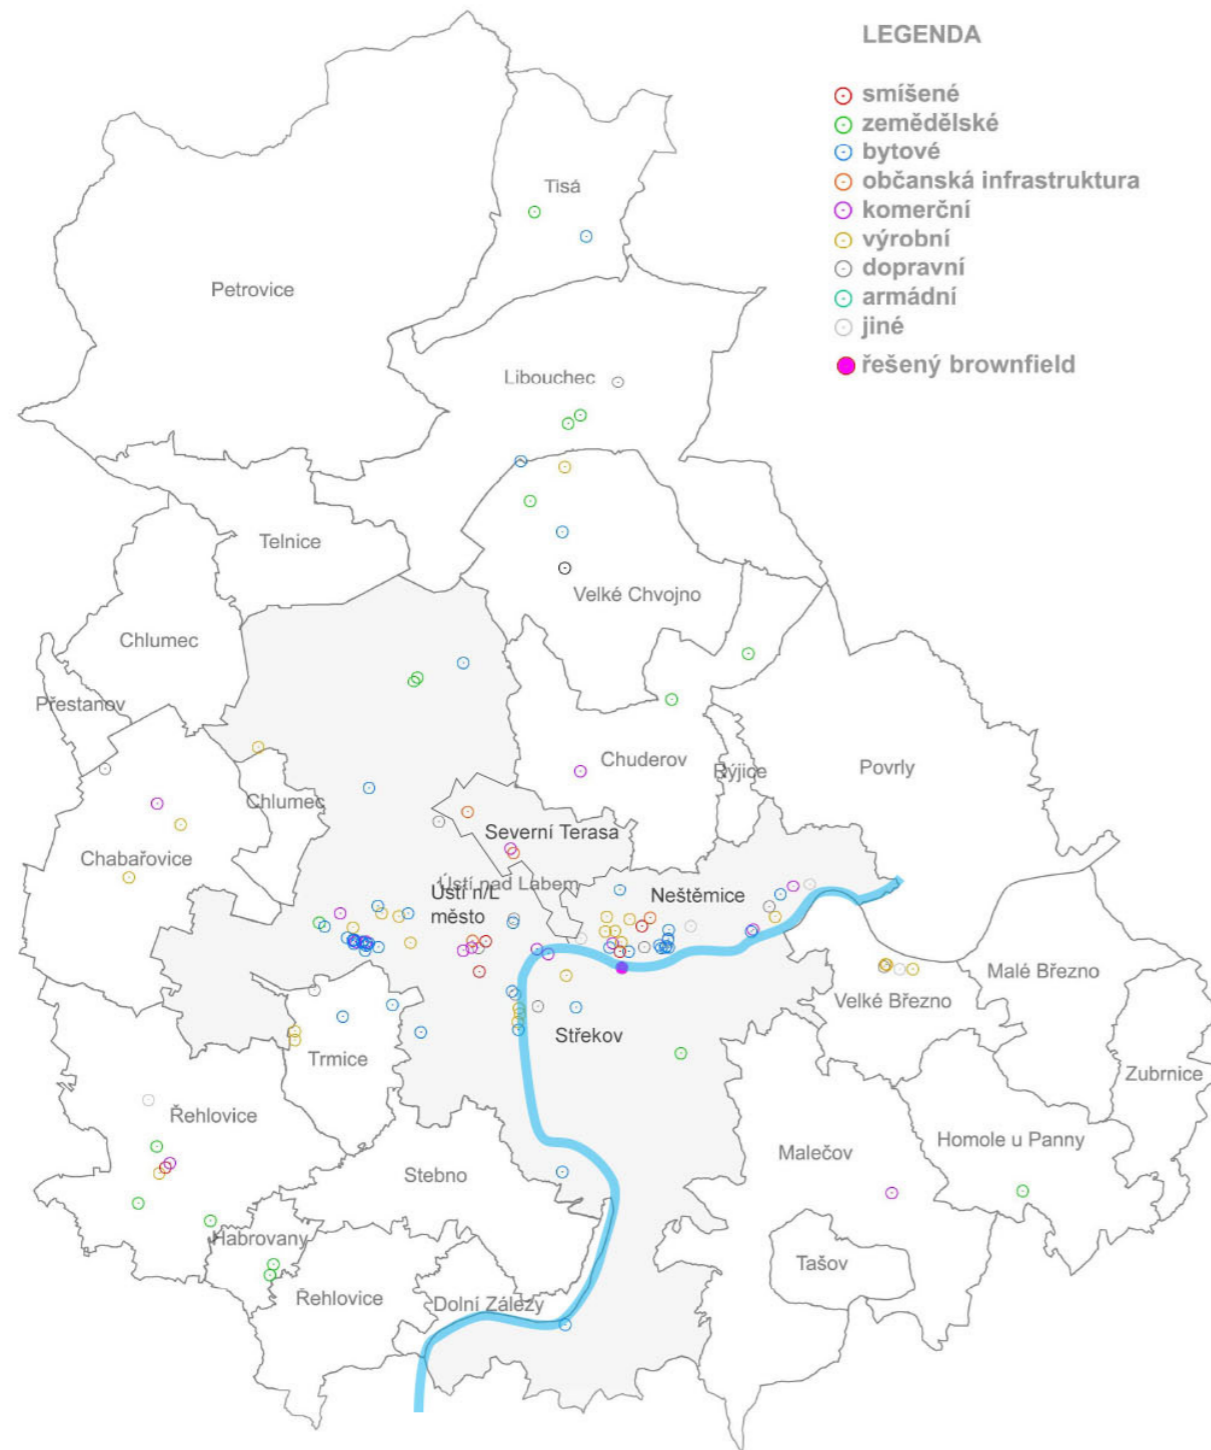 LEGENDA
smíšené
zemědělské
bytové
občanská infrastruktura
komerční
výrobní
dopravní
armádní
jiné
řešený brownfield
Tisá
Petrovice
Libouchec
Telnice
Velké Chvojno
Chlumec
Přestanov
Chuderov
Rýjice
Povrly
Chlumec
Severní Terasa
Chabařovice
Ústí nad Labem
Ústí n/L
město
Neštěmice
Malé Březno
Velké Březno
Střekov
Trmice
Zubrnice
Řehlovice
Homole u Panny
Malečov
Stebno
Habrovany
Tašov
Řehlovice
Dolní Zálezy